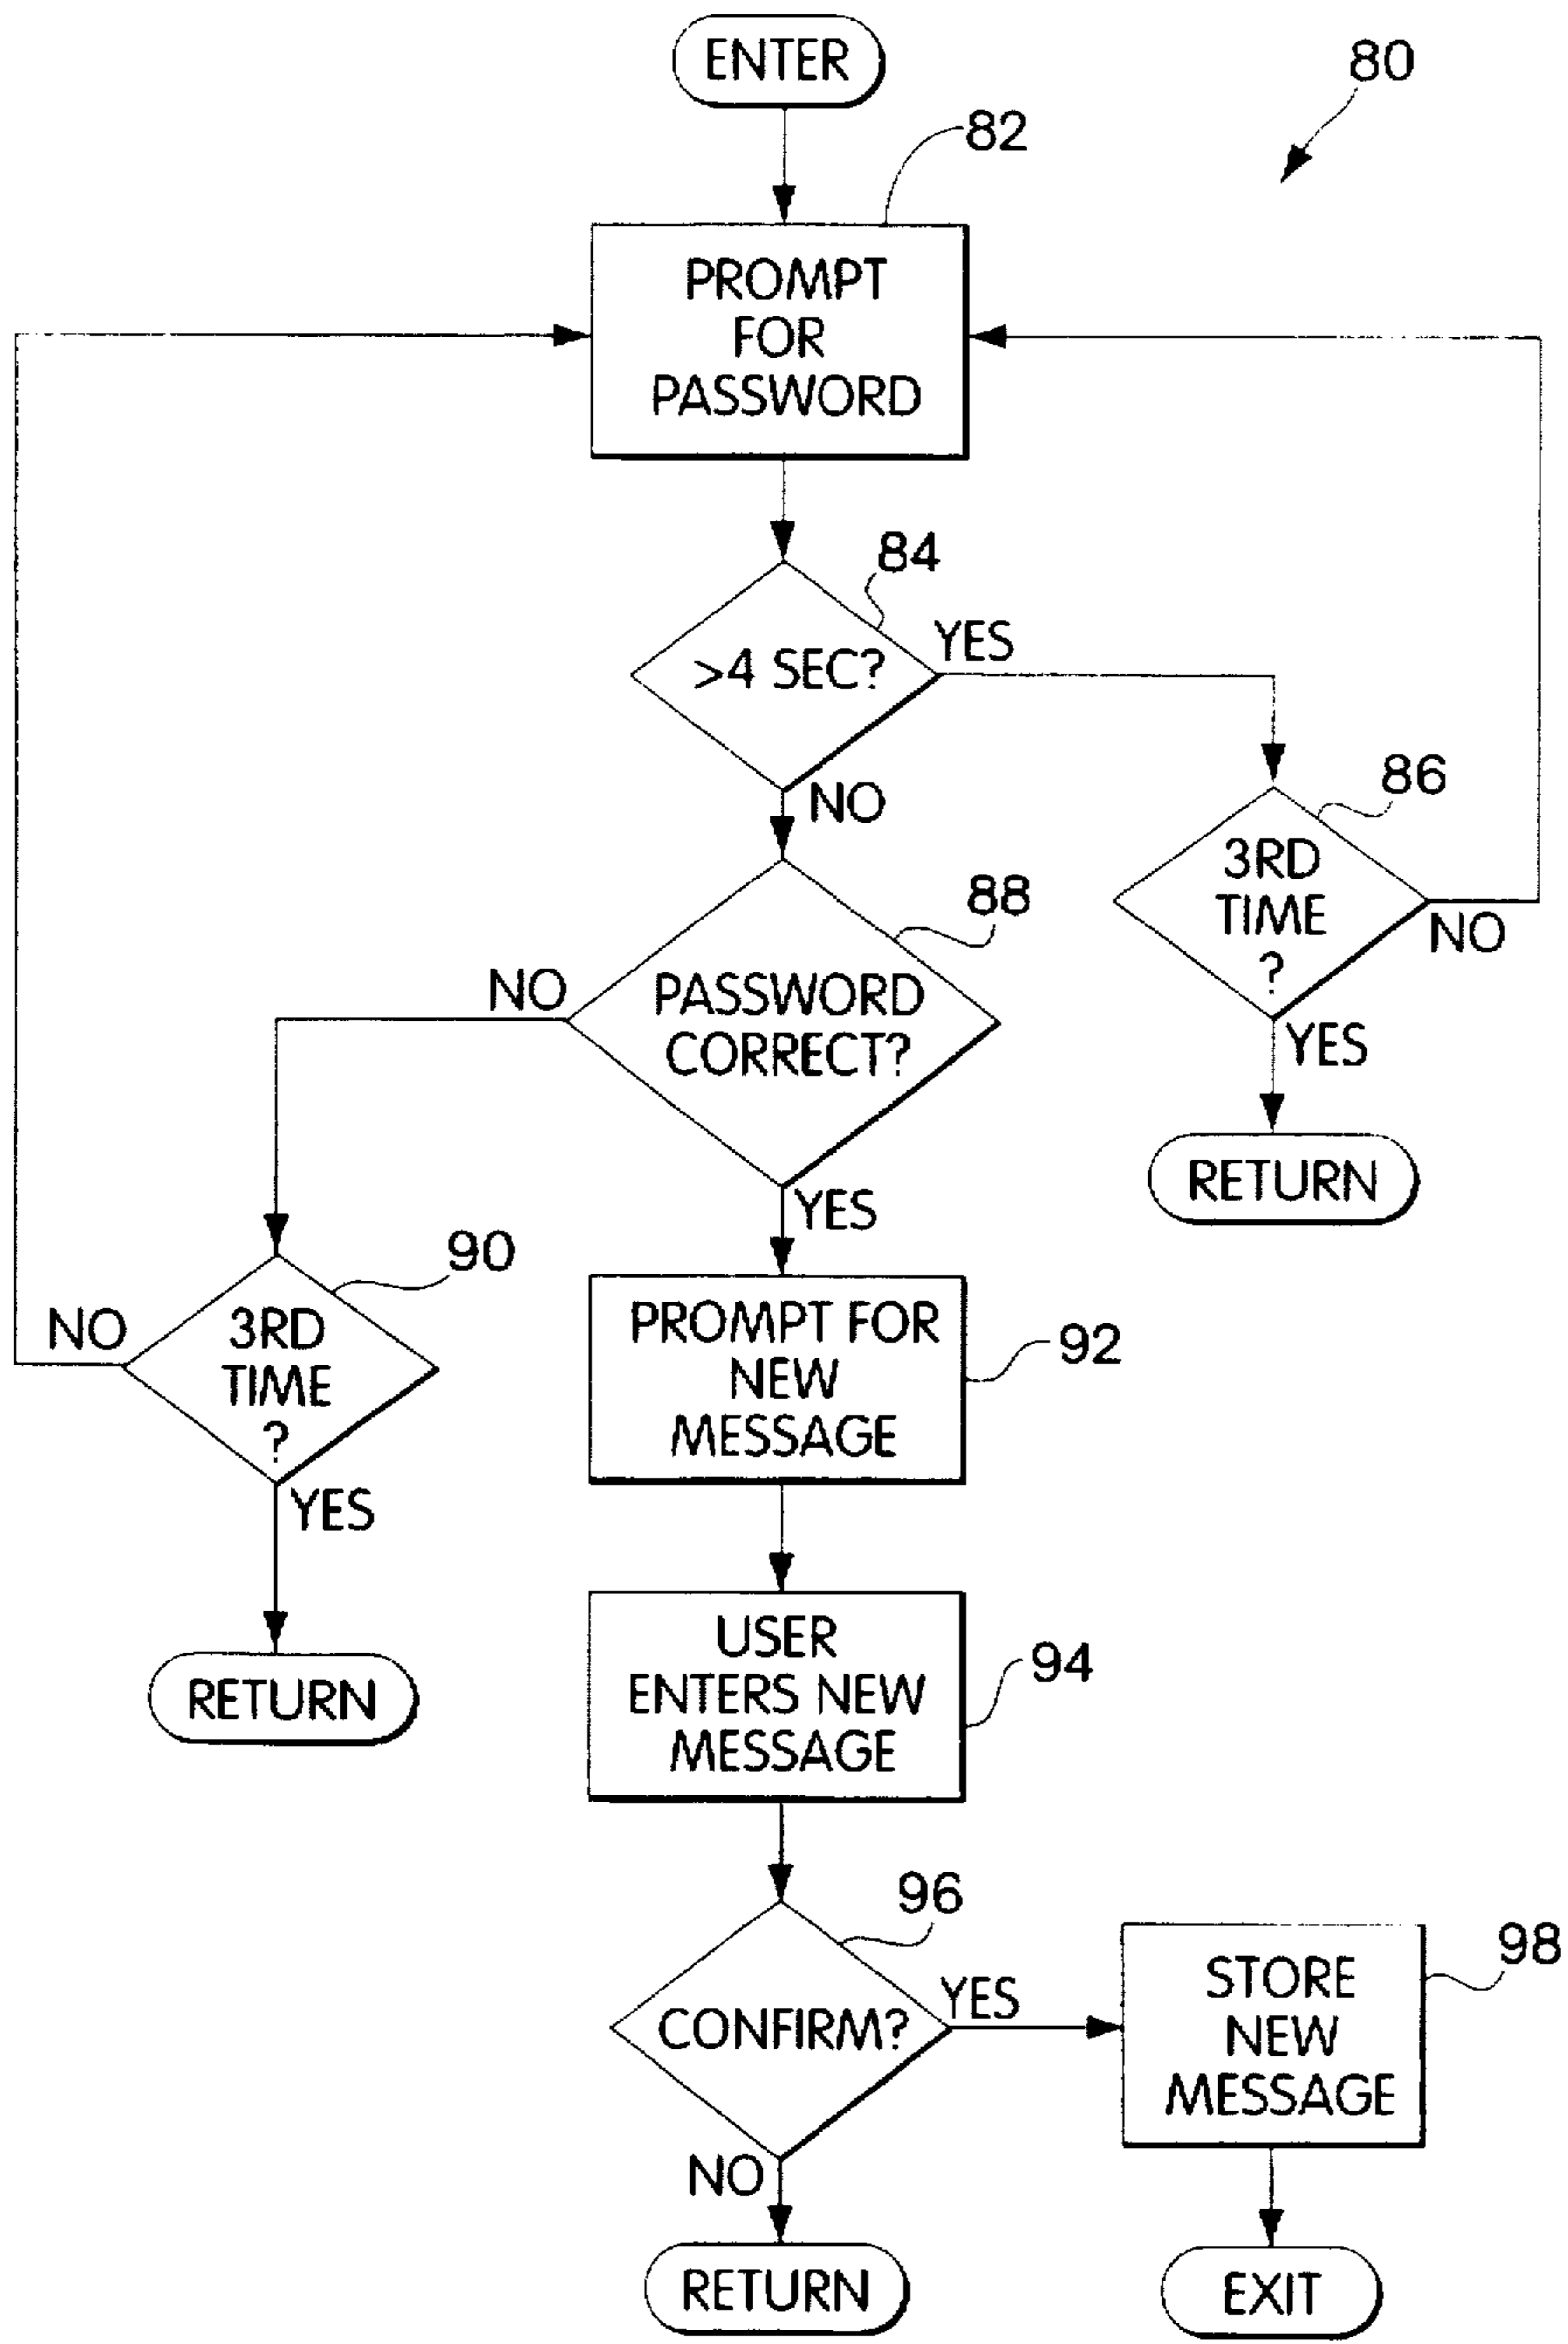 ENTER
80
82
PROMPT
FOR
PASSWORD
84
>4 SEC?
YES
NO
86
3RD
TIME
?
NO
YES
RETURN
88
PASSWORD
CORRECT?
NO
YES
90
3RD
TIME
?
NO
YES
RETURN
PROMPT FOR
NEW
MESSAGE
92
USER
ENTERS NEW
MESSAGE
94
96
CONFIRM?
YES
NO
RETURN
98
STORE
NEW
MESSAGE
EXIT